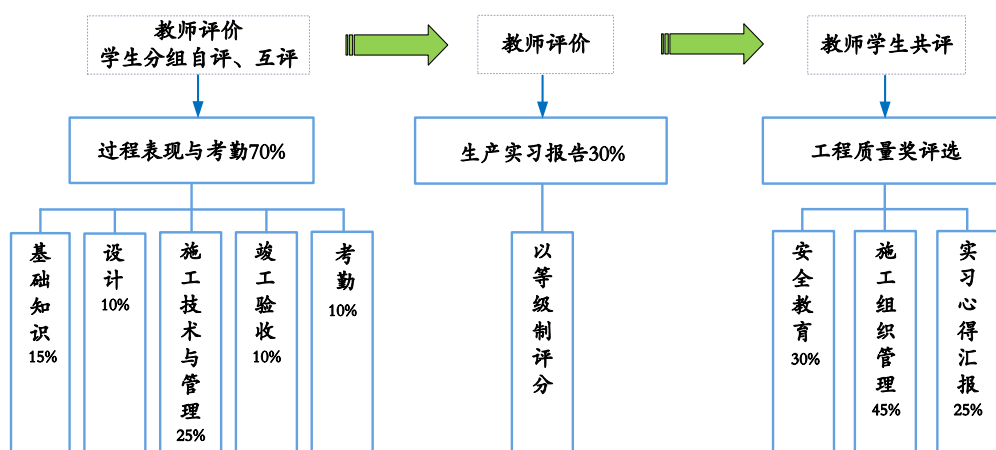 教师评价
学生分组自评、互评
教师评价
教师学生共评
过程表现与考勤70%
生产实习报告30%
工程质量奖评选
基础知识
15%
设计
10%
施工技术与管理
25%
竣工验收
10%
考勤
10%
以等级制评分
安全教育
30%
施工组织管理
45%
实习心得汇报
25%